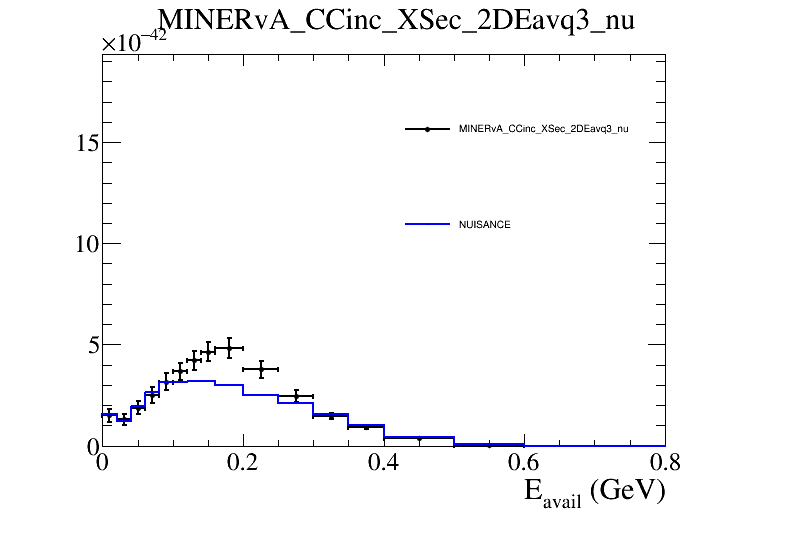 MINERvA_CCinc_XSec_2DEavq3_nu
×10−42
15
10
5
0
MINERvA_CCinc_XSec_2DEavq3_nu
NUISANCE
0 0.2 0.4 0.6 0.8
Eavail (GeV)